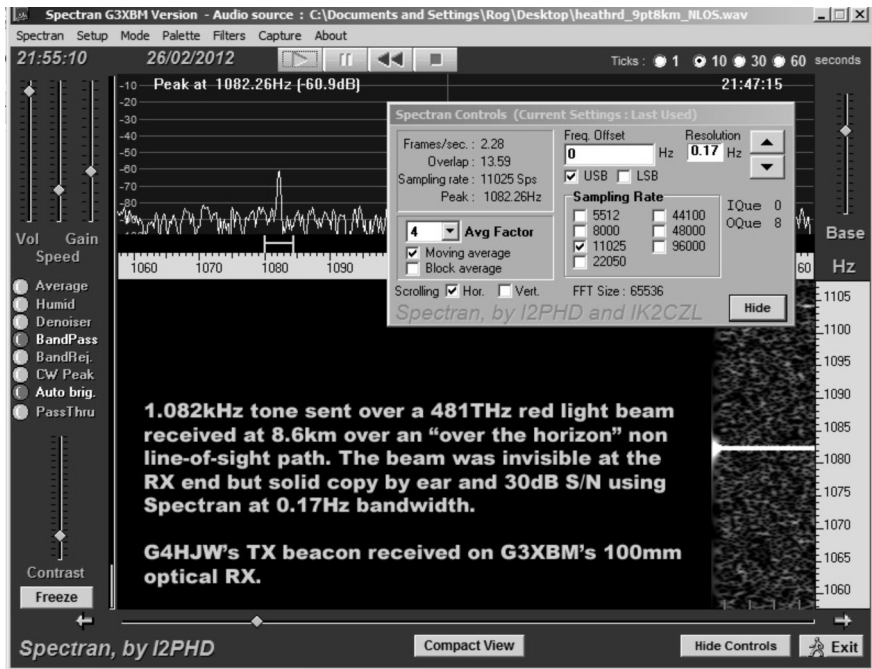 Spectran G3XBM Version - Audio source : C:\Documents and Settings\Rog\Desktop\heathrd_9pt8km_NLOS.wav
Spectran Setup Mode Palette Filters Capture About
21:55:10 26/02/2012 Ticks : 1 10 30 60 seconds
-10 Peak at 1082.26Hz (-60.9dB) 21:47:15
-20
-30
-40
-50
-60
-70
-80
Spectran Controls (Current Settings : Last Used)
Frames/sec. : 2.28
Overlap : 13.59
Sampling rate : 11025 Sps
Peak : 1082.26Hz
4 Avg Factor
Moving average
Block average
Scrolling Hor. Vert.
Freq. Offset Resolution
0 Hz 0.17 Hz
USB LSB
Sampling Rate
5512 44100
8000 48000
11025 96000
22050
IQue 0
OQue 8
FFT Size : 65536
Hide
Spectran, by I2PHD and IK2CZL
Vol Gain
Speed
Base
1060 1070 1080 1090 60 Hz
Average
Humid
Denoiser
BandPass
BandRej.
CW Peak
Auto brig.
PassThru
Contrast
Freeze
1.082kHz tone sent over a 481THz red light beam
received at 8.6km over an “over the horizon” non
line-of-sight path. The beam was invisible at the
RX end but solid copy by ear and 30dB S/N using
Spectran at 0.17Hz bandwidth.
G4HJW’s TX beacon received on G3XBM’s 100mm
optical RX.
1105
1100
1095
1090
1085
1080
1075
1070
1065
1060
Spectran, by I2PHD Compact View Hide Controls Exit